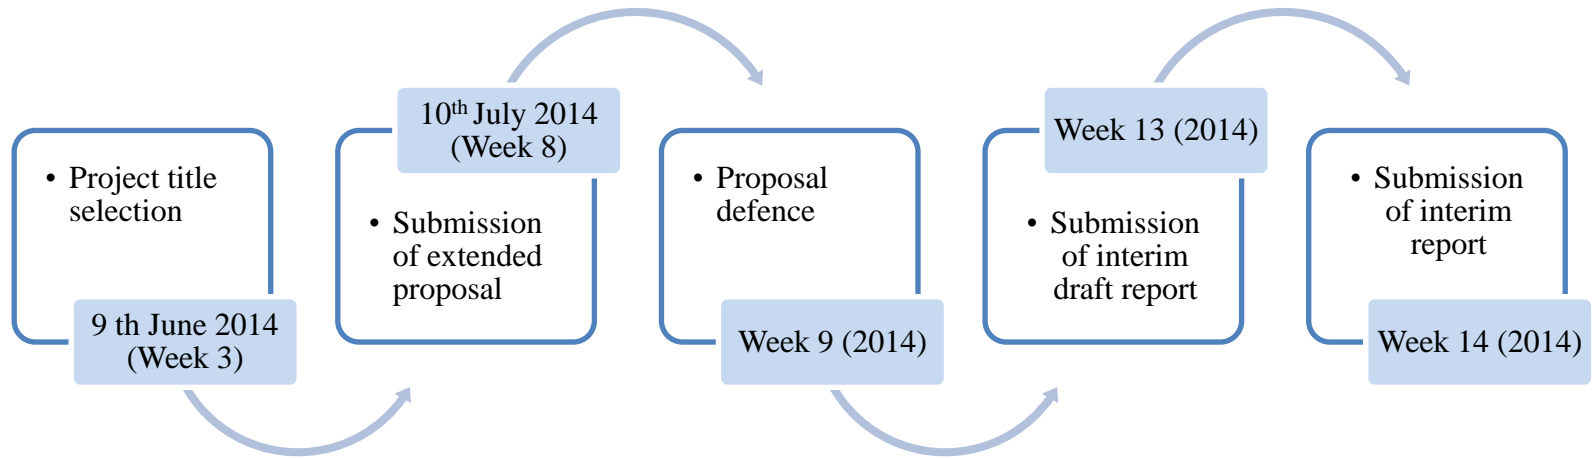 • Project title
selection
9 th June 2014
(Week 3)
10th July 2014
(Week 8)
• Submission
of extended
proposal
• Proposal
defence
Week 9 (2014)
Week 13 (2014)
• Submission
of interim
draft report
• Submission
of interim
report
Week 14 (2014)